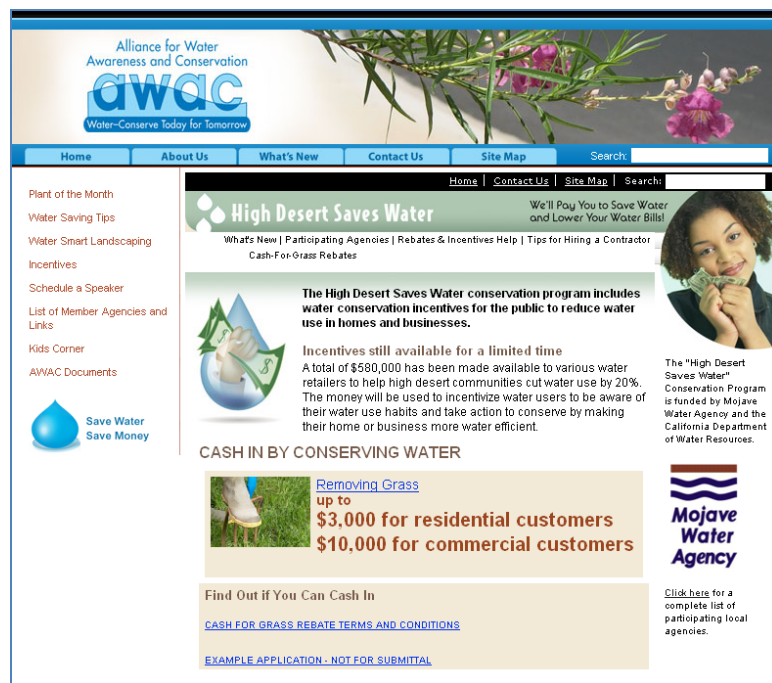 Alliance for Water
Awareness and Conservation
awac
Water-Conserve Today for Tomorrow
Home
About Us
What's New
Contact Us
Site Map
Search:
Plant of the Month
Water Saving Tips
Water Smart Landscaping
Incentives
Schedule a Speaker
List of Member Agencies and
Links
Kids Corner
AWAC Documents
Save Water
Save Money
Home | Contact Us | Site Map | Search:
High Desert Saves Water
We'll Pay You to Save Water
and Lower Your Water Bills!
What's New | Participating Agencies | Rebates & Incentives Help | Tips for Hiring a Contractor
Cash-For-Grass Rebates
The High Desert Saves Water conservation program includes
water conservation incentives for the public to reduce water
use in homes and businesses.
Incentives still available for a limited time
A total of $580,000 has been made available to various water
retailers to help high desert communities cut water use by 20%.
The money will be used to incentivize water users to be aware of
their water use habits and take action to conserve by making
their home or business more water efficient.
CASH IN BY CONSERVING WATER
Removing Grass
up to
$3,000 for residential customers
$10,000 for commercial customers
Find Out if You Can Cash In
CASH FOR GRASS REBATE TERMS AND CONDITIONS
EXAMPLE APPLICATION - NOT FOR SUBMITTAL
The "High Desert
Saves Water"
Conservation Program
is funded by Mojave
Water Agency and the
California Department
of Water Resources.
Mojave
Water
Agency
Click here for a
complete list of
participating local
agencies.